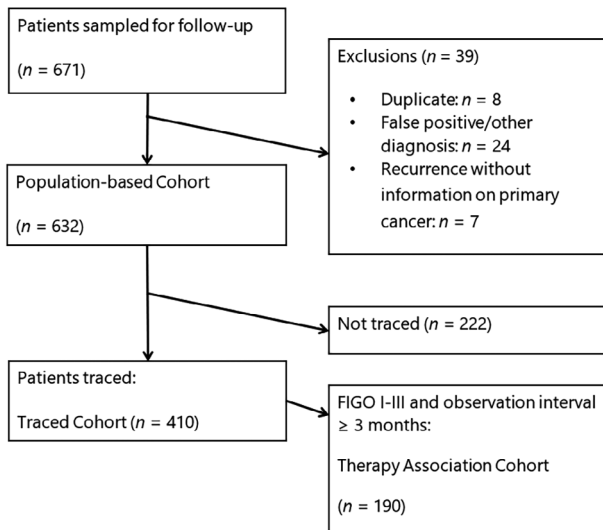 Patients sampled for follow-up
(n = 671)
Exclusions (n = 39)
• Duplicate: n = 8
• False positive/other
diagnosis: n = 24
• Recurrence without
information on primary
cancer: n = 7
Population-based Cohort
(n = 632)
Not traced (n = 222)
Patients traced:
Traced Cohort (n = 410)
FIGO I-III and observation interval
≥ 3 months:
Therapy Association Cohort
(n = 190)